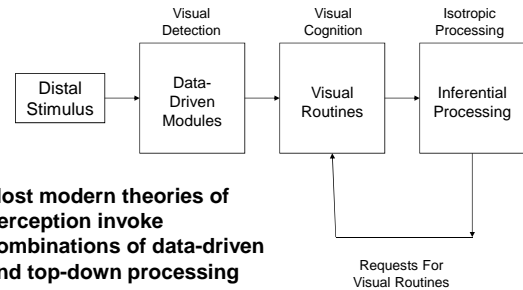 Visual
Detection
Visual
Cognition
Isotropic
Processing
Distal
Stimulus
Data-
Driven
Modules
Visual
Routines
Inferential
Processing
Most modern theories of
erception invoke
ombinations of data-driven
nd top-down processing
Requests For
Visual Routines